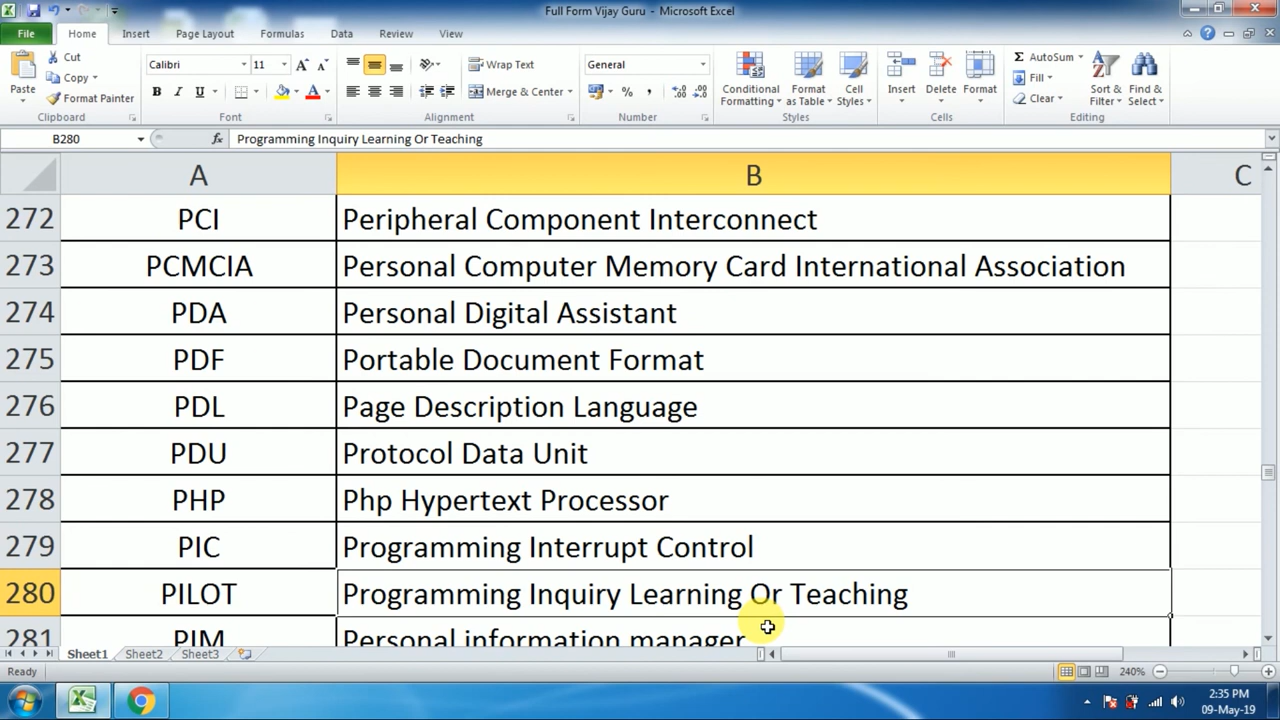 Full Form Vijay Guru - Microsoft Excel
File Home Insert Page Layout Formulas Data Review View
Paste
Cut
Copy
Format Painter
Clipboard
Calibri 11
B I U
Font
Wrap Text
Merge & Center
Alignment
General
%
Number
Conditional Formatting
Format as Table
Cell Styles
Styles
Insert Delete Format
Cells
AutoSum
Fill
Clear
Sort & Filter
Find & Select
Editing
B280 fx Programming Inquiry Learning Or Teaching
A B C
272 PCI Peripheral Component Interconnect
273 PCMCIA Personal Computer Memory Card International Association
274 PDA Personal Digital Assistant
275 PDF Portable Document Format
276 PDL Page Description Language
277 PDU Protocol Data Unit
278 PHP Php Hypertext Processor
279 PIC Programming Interrupt Control
280 PILOT Programming Inquiry Learning Or Teaching
281 PIM Personal information manager
Sheet1 Sheet2 Sheet3
Ready 240%
2:35 PM
09-May-19